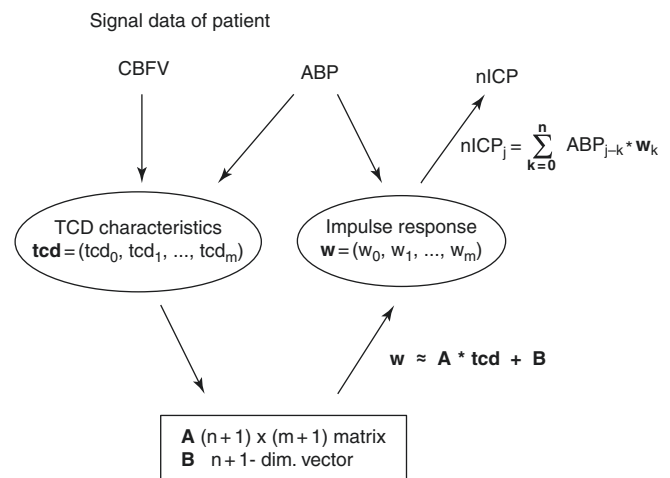 Signal data of patient
CBFV
ABP
nICP
nICPⱼ = ∑ₖ₌₀ⁿ ABPⱼ₋ₖ * wₖ
TCD characteristics
tcd = (tcd₀, tcd₁, ..., tcdₘ)
Impulse response
w = (w₀, w₁, ..., wₘ)
w ≈ A * tcd + B
A (n + 1) x (m + 1) matrix
B n + 1- dim. vector